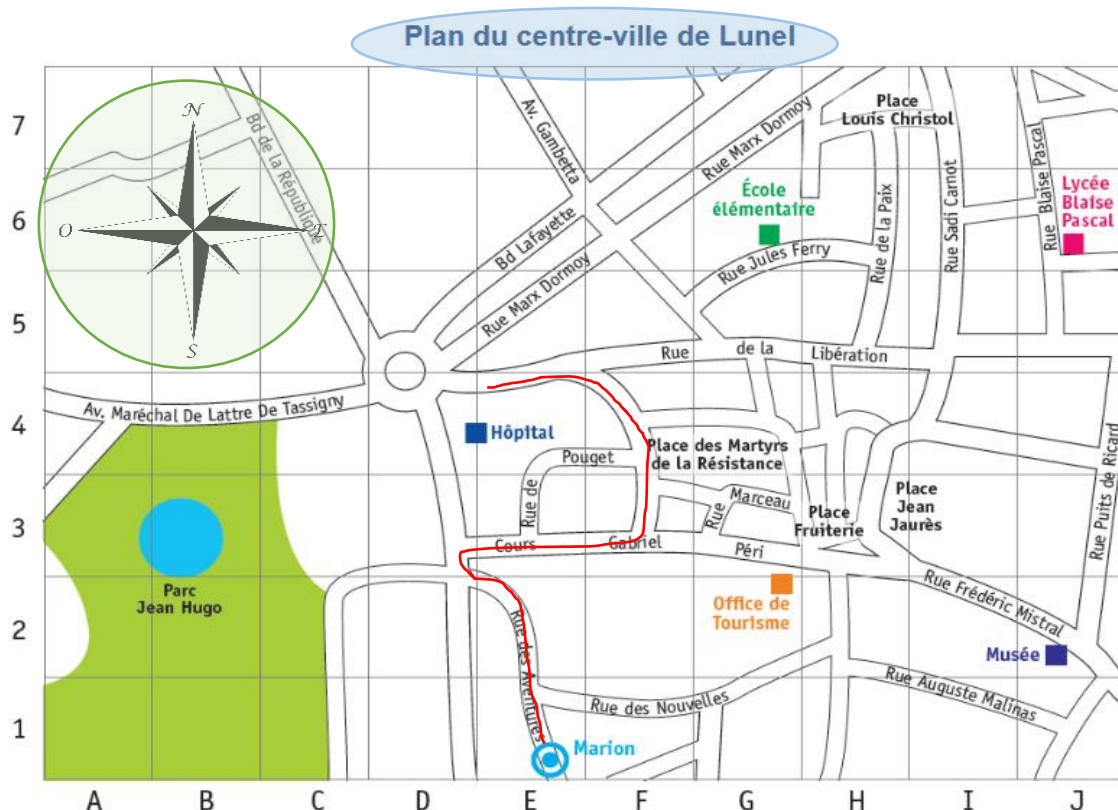 Plan du centre-ville de Lunel
7
6
5
4
3
2
1
A
B
C
D
E
F
G
H
I
J
N
O
S
Bd de la République
Av. Gambetta
Rue Marx Dormoy
Place
Louis Christol
Rue Blaise Pascal
Lycée
Blaise
Pascal
École
élémentaire
Rue de la Paix
Rue Sadi Carnot
Bd Lafayette
Rue Jules Ferry
Rue Marx Dormoy
Rue de la Libération
Av. Maréchal De Lattre De Tassigny
Hôpital
Rue de Pouget
Place des Martyrs
de la Résistance
Rue Marceau
Place
Fruiterie
Place
Jean
Jaurès
Rue Puits de Ricard
Cours Gabriel Péri
Parc
Jean Hugo
Office de
Tourisme
Rue Frédéric Mistral
Musée
Rue des Aventures
Rue des Nouvelles
Rue Auguste Malinas
Marion